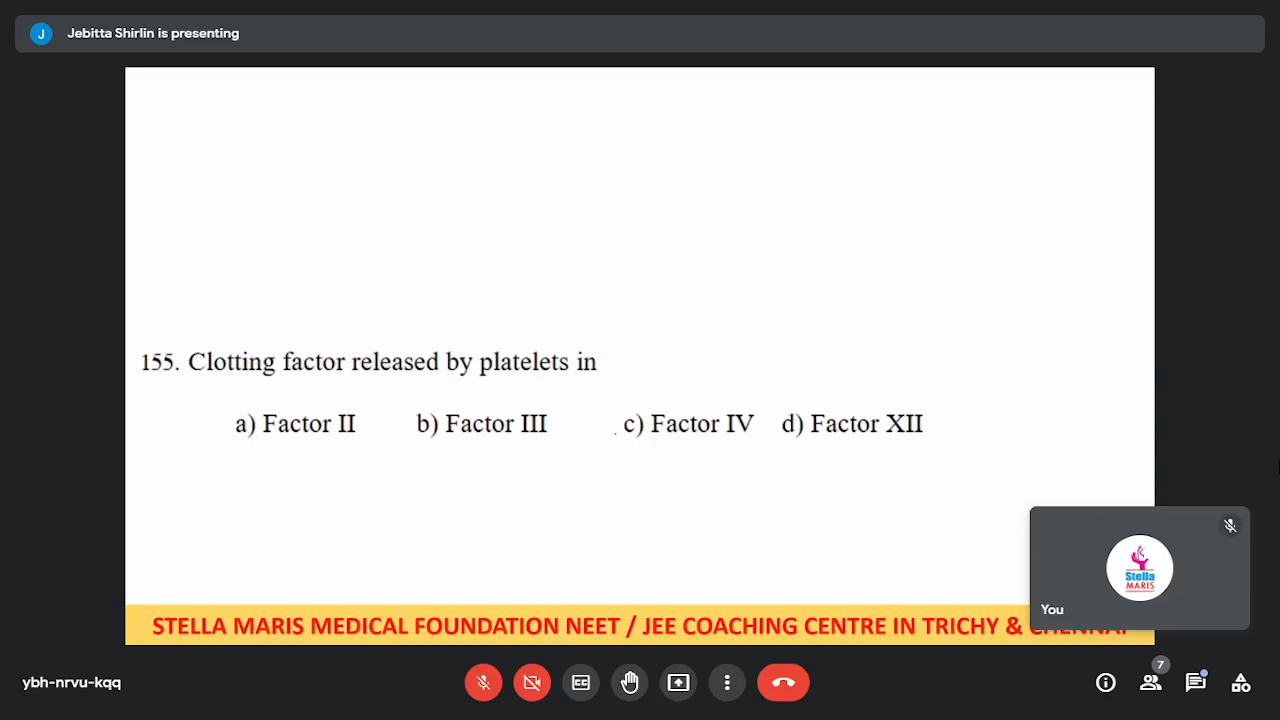 J Jebitta Shirlin is presenting
155. Clotting factor released by platelets in
a) Factor II b) Factor III c) Factor IV d) Factor XII
Stella
MARIS
You
STELLA MARIS MEDICAL FOUNDATION NEET / JEE COACHING CENTRE IN TRICHY &
7
ybh-nrvu-kqq